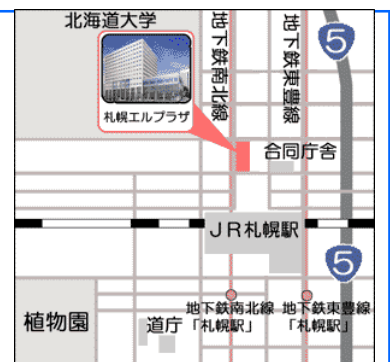 北海道大学
地下鉄南北線
地下鉄東豊線
5
札幌エルプラザ
合同庁舎
JR札幌駅
5
植物園
道庁
地下鉄南北線
「札幌駅」
地下鉄東豊線
「札幌駅」